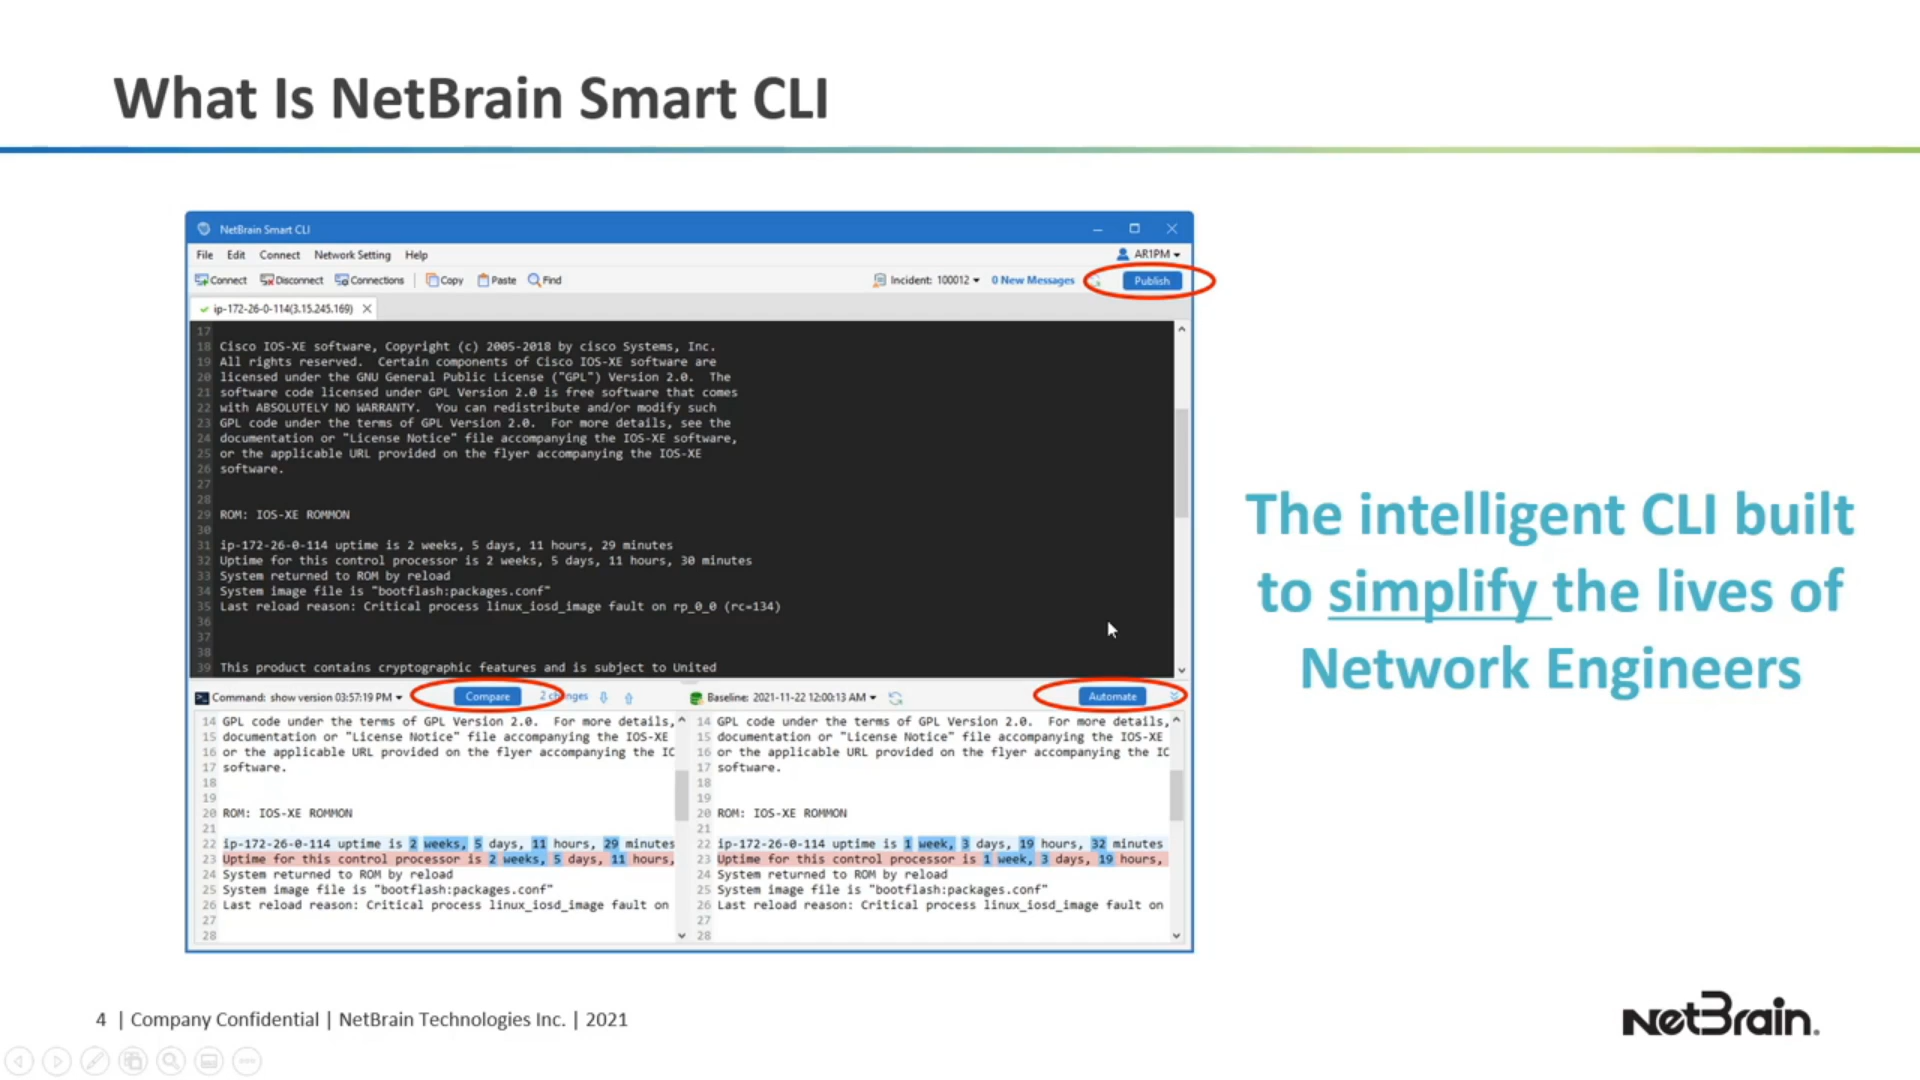 What Is NetBrain Smart CLI
NetBrain Smart CLI
File Edit Connect Network Setting Help
AR1PM
Connect Disconnect Connections Copy Paste Find
Incident: 100012 0 New Messages
Publish
ip-172-26-0-114(3.15.245.169)
17
18 Cisco IOS-XE software, Copyright (c) 2005-2018 by cisco Systems, Inc.
19 All rights reserved. Certain components of Cisco IOS-XE software are
20 licensed under the GNU General Public License ("GPL") Version 2.0. The
21 software code licensed under GPL Version 2.0 is free software that comes
22 with ABSOLUTELY NO WARRANTY. You can redistribute and/or modify such
23 GPL code under the terms of GPL Version 2.0. For more details, see the
24 documentation or "License Notice" file accompanying the IOS-XE software,
25 or the applicable URL provided on the flyer accompanying the IOS-XE
26 software.
27
28
29 ROM: IOS-XE ROMMON
30
31 ip-172-26-0-114 uptime is 2 weeks, 5 days, 11 hours, 29 minutes
32 Uptime for this control processor is 2 weeks, 5 days, 11 hours, 30 minutes
33 System returned to ROM by reload
34 System image file is "bootflash:packages.conf"
35 Last reload reason: Critical process linux_iosd_image fault on rp_0_0 (rc=134)
36
37
38
39 This product contains cryptographic features and is subject to United
Command: show version 03:57:19 PM Compare 2 changes
14 GPL code under the terms of GPL Version 2.0. For more details,
15 documentation or "License Notice" file accompanying the IOS-XE
16 or the applicable URL provided on the flyer accompanying the IO
17 software.
18
19
20 ROM: IOS-XE ROMMON
21
22 ip-172-26-0-114 uptime is 2 weeks, 5 days, 11 hours, 29 minutes
23 Uptime for this control processor is 2 weeks, 5 days, 11 hours,
24 System returned to ROM by reload
25 System image file is "bootflash:packages.conf"
26 Last reload reason: Critical process linux_iosd_image fault on
27
28
Baseline: 2021-11-22 12:00:13 AM Automate
14 GPL code under the terms of GPL Version 2.0. For more details,
15 documentation or "License Notice" file accompanying the IOS-XE
16 or the applicable URL provided on the flyer accompanying the IO
17 software.
18
19
20 ROM: IOS-XE ROMMON
21
22 ip-172-26-0-114 uptime is 1 week, 3 days, 19 hours, 32 minutes
23 Uptime for this control processor is 1 week, 3 days, 19 hours,
24 System returned to ROM by reload
25 System image file is "bootflash:packages.conf"
26 Last reload reason: Critical process linux_iosd_image fault on
27
28
The intelligent CLI built
to simplify the lives of
Network Engineers
4 | Company Confidential | NetBrain Technologies Inc. | 2021
NetBrain.